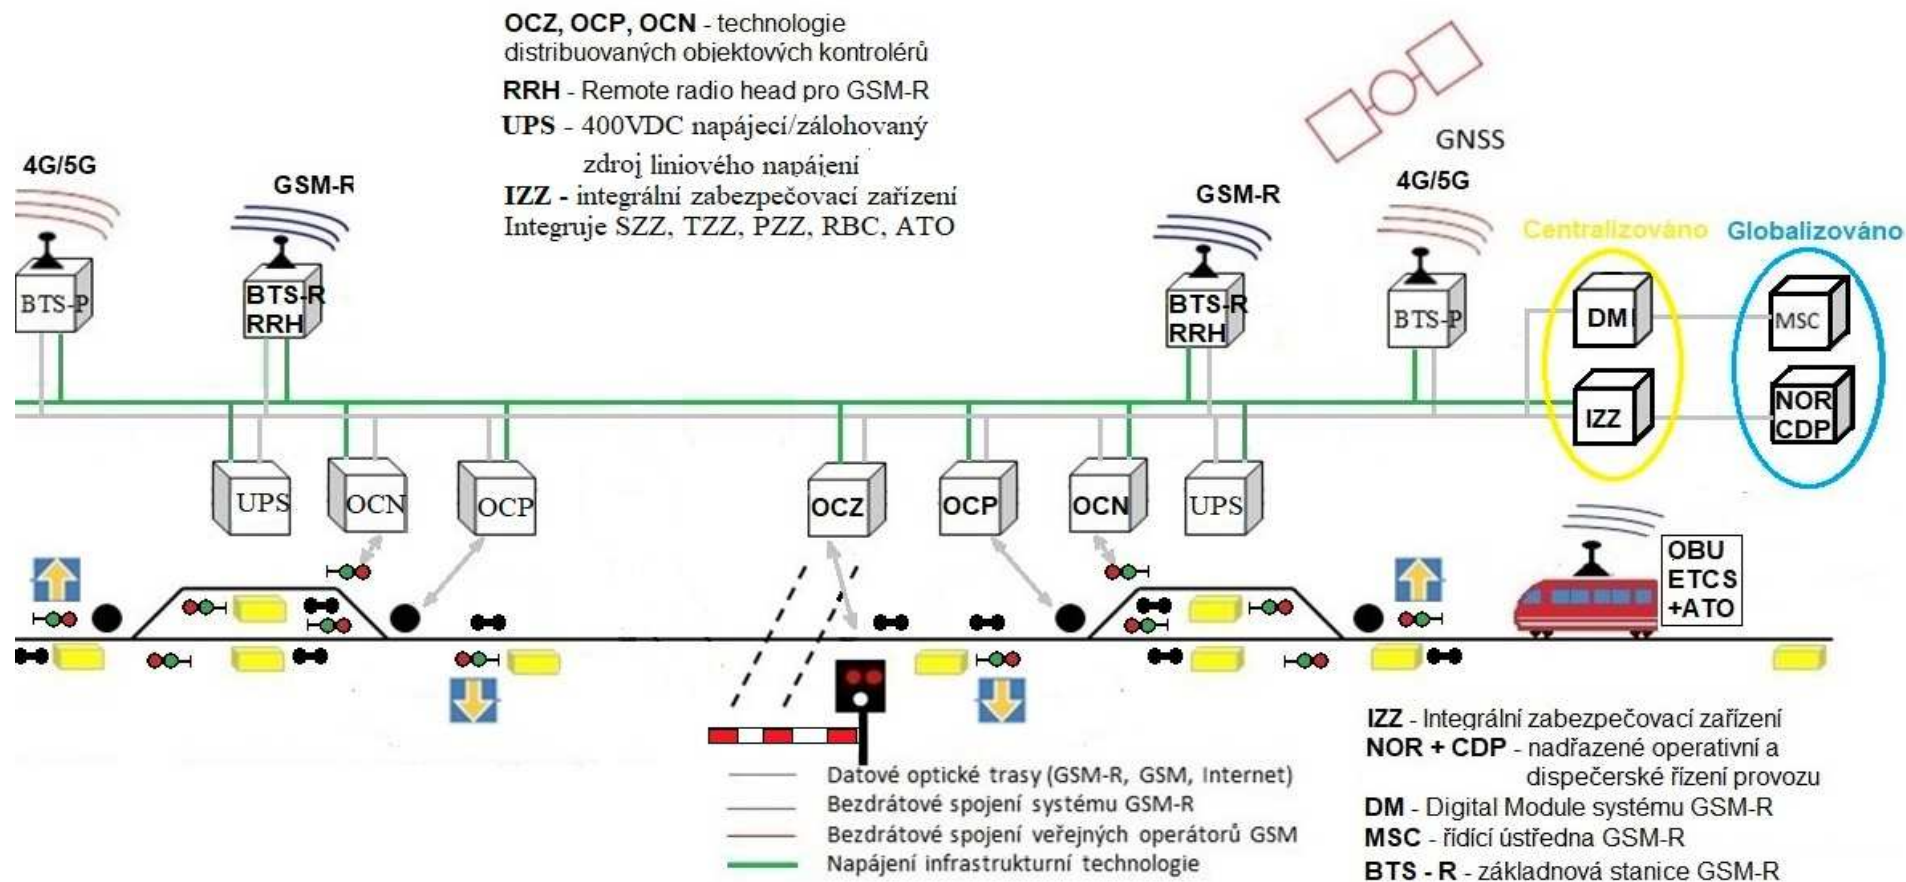 OCZ, OCP, OCN - technologie
distribuovaných objektových kontrolérů
RRH - Remote radio head pro GSM-R
UPS - 400VDC napájecí/zálohovaný
zdroj liniového napájení
IZZ - integrální zabezpečovací zařízení
Integruje SZZ, TZZ, PZZ, RBC, ATO
GNSS
4G/5G
GSM-R
GSM-R
4G/5G
Centralizováno
Globalizováno
BTS-P
BTS-R
RRH
BTS-R
RRH
BTS-P
DM
MSC
IZZ
NOR
CDP
UPS
OCN
OCP
OCZ
OCP
OCN
UPS
OBU
ETCS
+ATO
Datové optické trasy (GSM-R, GSM, Internet)
Bezdrátové spojení systému GSM-R
Bezdrátové spojení veřejných operátorů GSM
Napájení infrastrukturní technologie
IZZ - Integrální zabezpečovací zařízení
NOR + CDP - nadřazené operativní a
dispečerské řízení provozu
DM - Digital Module systému GSM-R
MSC - řídící ústředna GSM-R
BTS - R - základnová stanice GSM-R